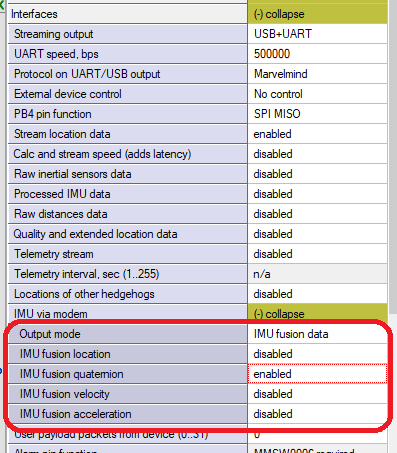 Interfaces (-) collapse
Streaming output USB+UART
UART speed, bps 500000
Protocol on UART/USB output Marvelmind
External device control No control
PB4 pin function SPI MISO
Stream location data enabled
Calc and stream speed (adds latency) disabled
Raw inertial sensors data disabled
Processed IMU data disabled
Raw distances data disabled
Quality and extended location data disabled
Telemetry stream disabled
Telemetry interval, sec (1..255) n/a
Locations of other hedgehogs disabled
IMU via modem (-) collapse
Output mode IMU fusion data
IMU fusion location disabled
IMU fusion quaternion enabled
IMU fusion velocity disabled
IMU fusion acceleration disabled
User payload packets from device (0..31) 0
Alarm pin function MMSW0006 required